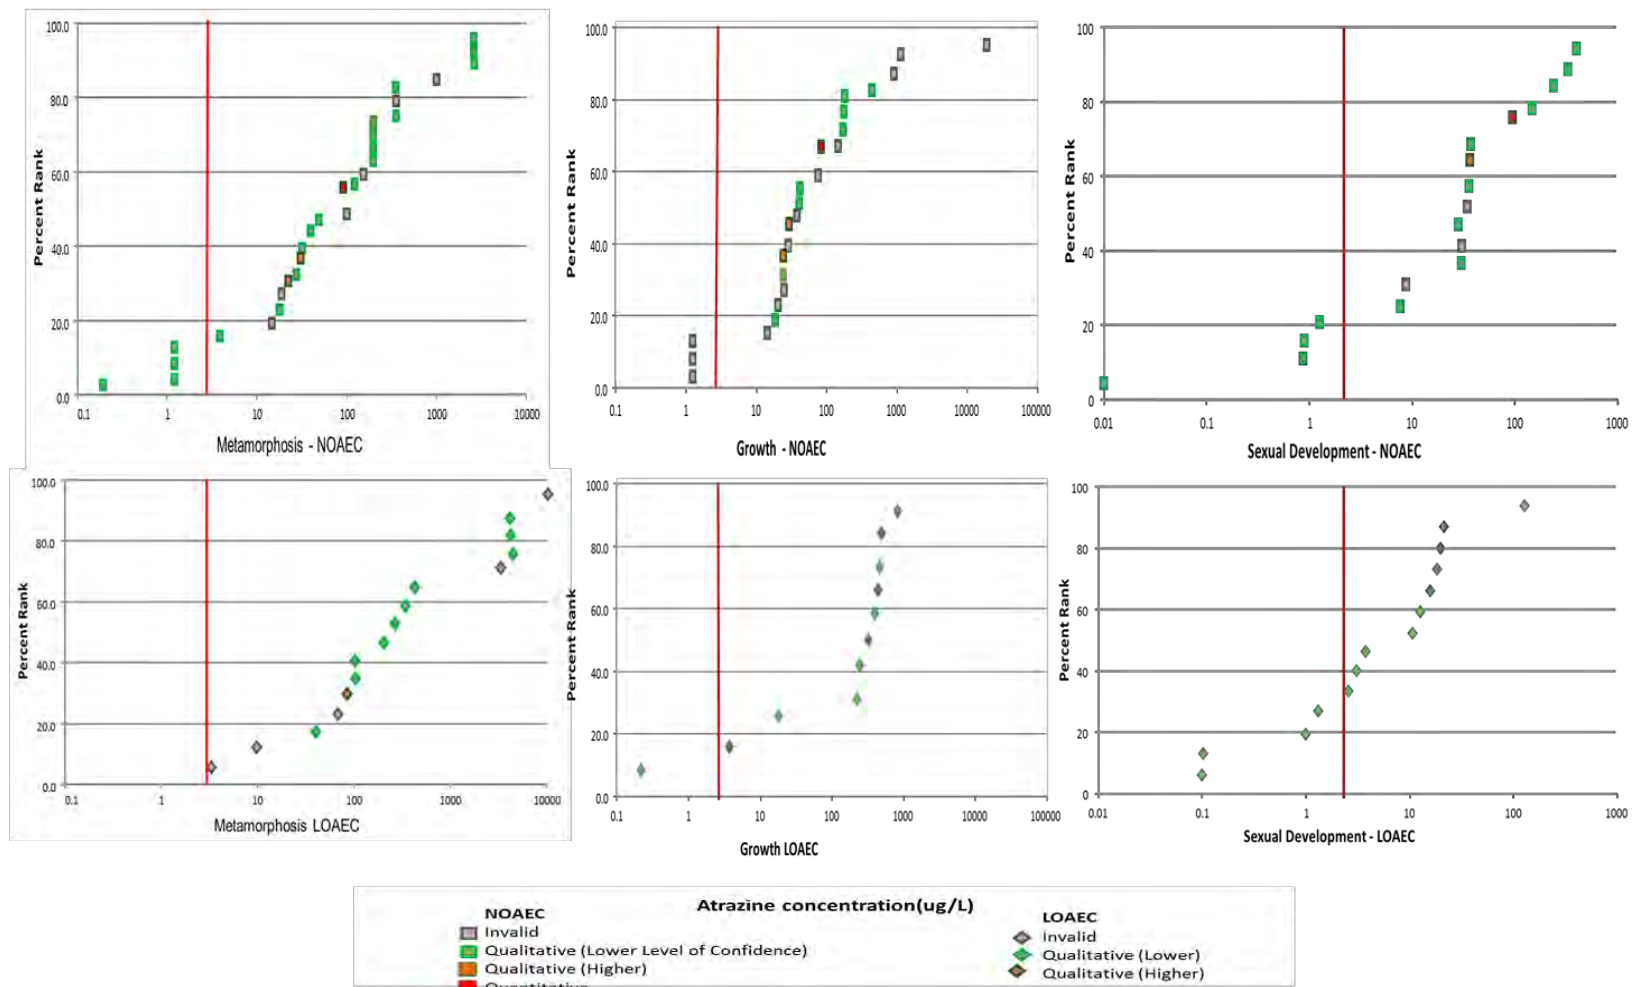 100.0
80.0
60.0
40.0
20.0
0.0
Percent Rank
0.1 1 10 100 1000 10000
Metamorphosis - NOAEC
100.0
80.0
60.0
40.0
20.0
0.0
Percent Rank
0.1 1 10 100 1000 10000 100000
Growth - NOAEC
100
80
60
40
20
0
Percent Rank
0.01 0.1 1 10 100 1000
Sexual Development - NOAEC
100.0
80.0
60.0
40.0
20.0
0.0
Percent Rank
0.1 1 10 100 1000 10000
Metamorphosis LOAEC
100.0
80.0
60.0
40.0
20.0
0.0
Percent Rank
0.1 1 10 100 1000 10000 100000
Growth LOAEC
100
80
60
40
20
0
Percent Rank
0.01 0.1 1 10 100 1000
Sexual Development - LOAEC
Atrazine concentration(ug/L)
NOAEC
Invalid
Qualitative (Lower Level of Confidence)
Qualitative (Higher)
Quantitative
LOAEC
Invalid
Qualitative (Lower)
Qualitative (Higher)